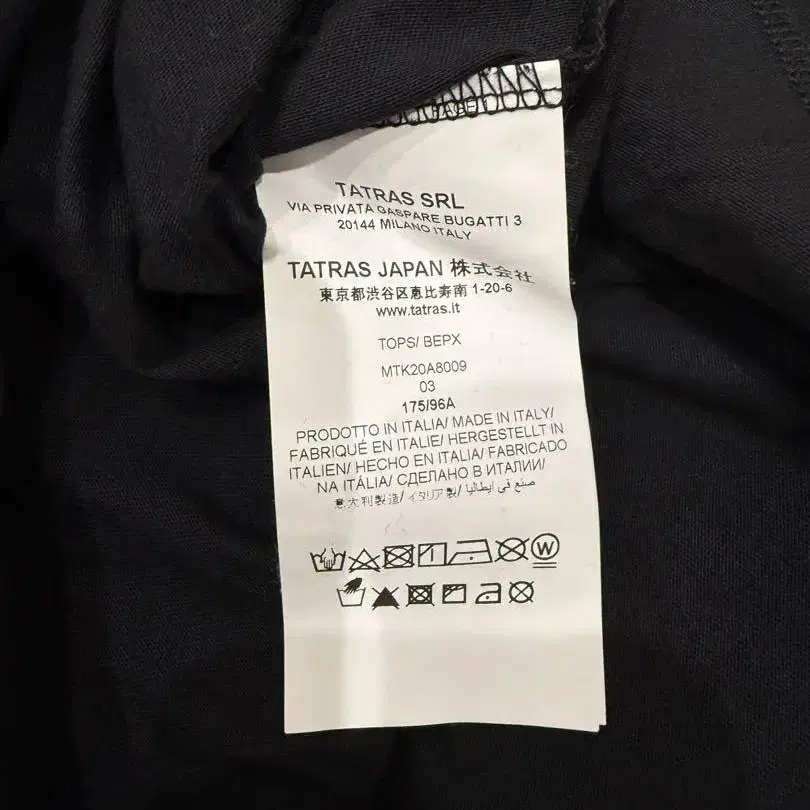 PAGE 1
TATRAS SRL
VIA PRIVATA GASPARE BUGATTI 3
20144 MILANO ITALY
TATRAS JAPAN 株式会社
東京都渋谷区恵比寿南 1-20-6
www.tatras.it
TOPS/ ВЕРХ
MTK20A8009
03
175/96A
PRODOTTO IN ITALIA/ MADE IN ITALY/
FABRIQUÉ EN ITALIE/ HERGESTELLT IN
ITALIEN/ HECHO EN ITALIA/ FABRICADO
NA ITÁLIA/ СДЕЛАНО В ИТАЛИИ/
意大利製造/ イタリア製/ صنع في ايطاليا
W